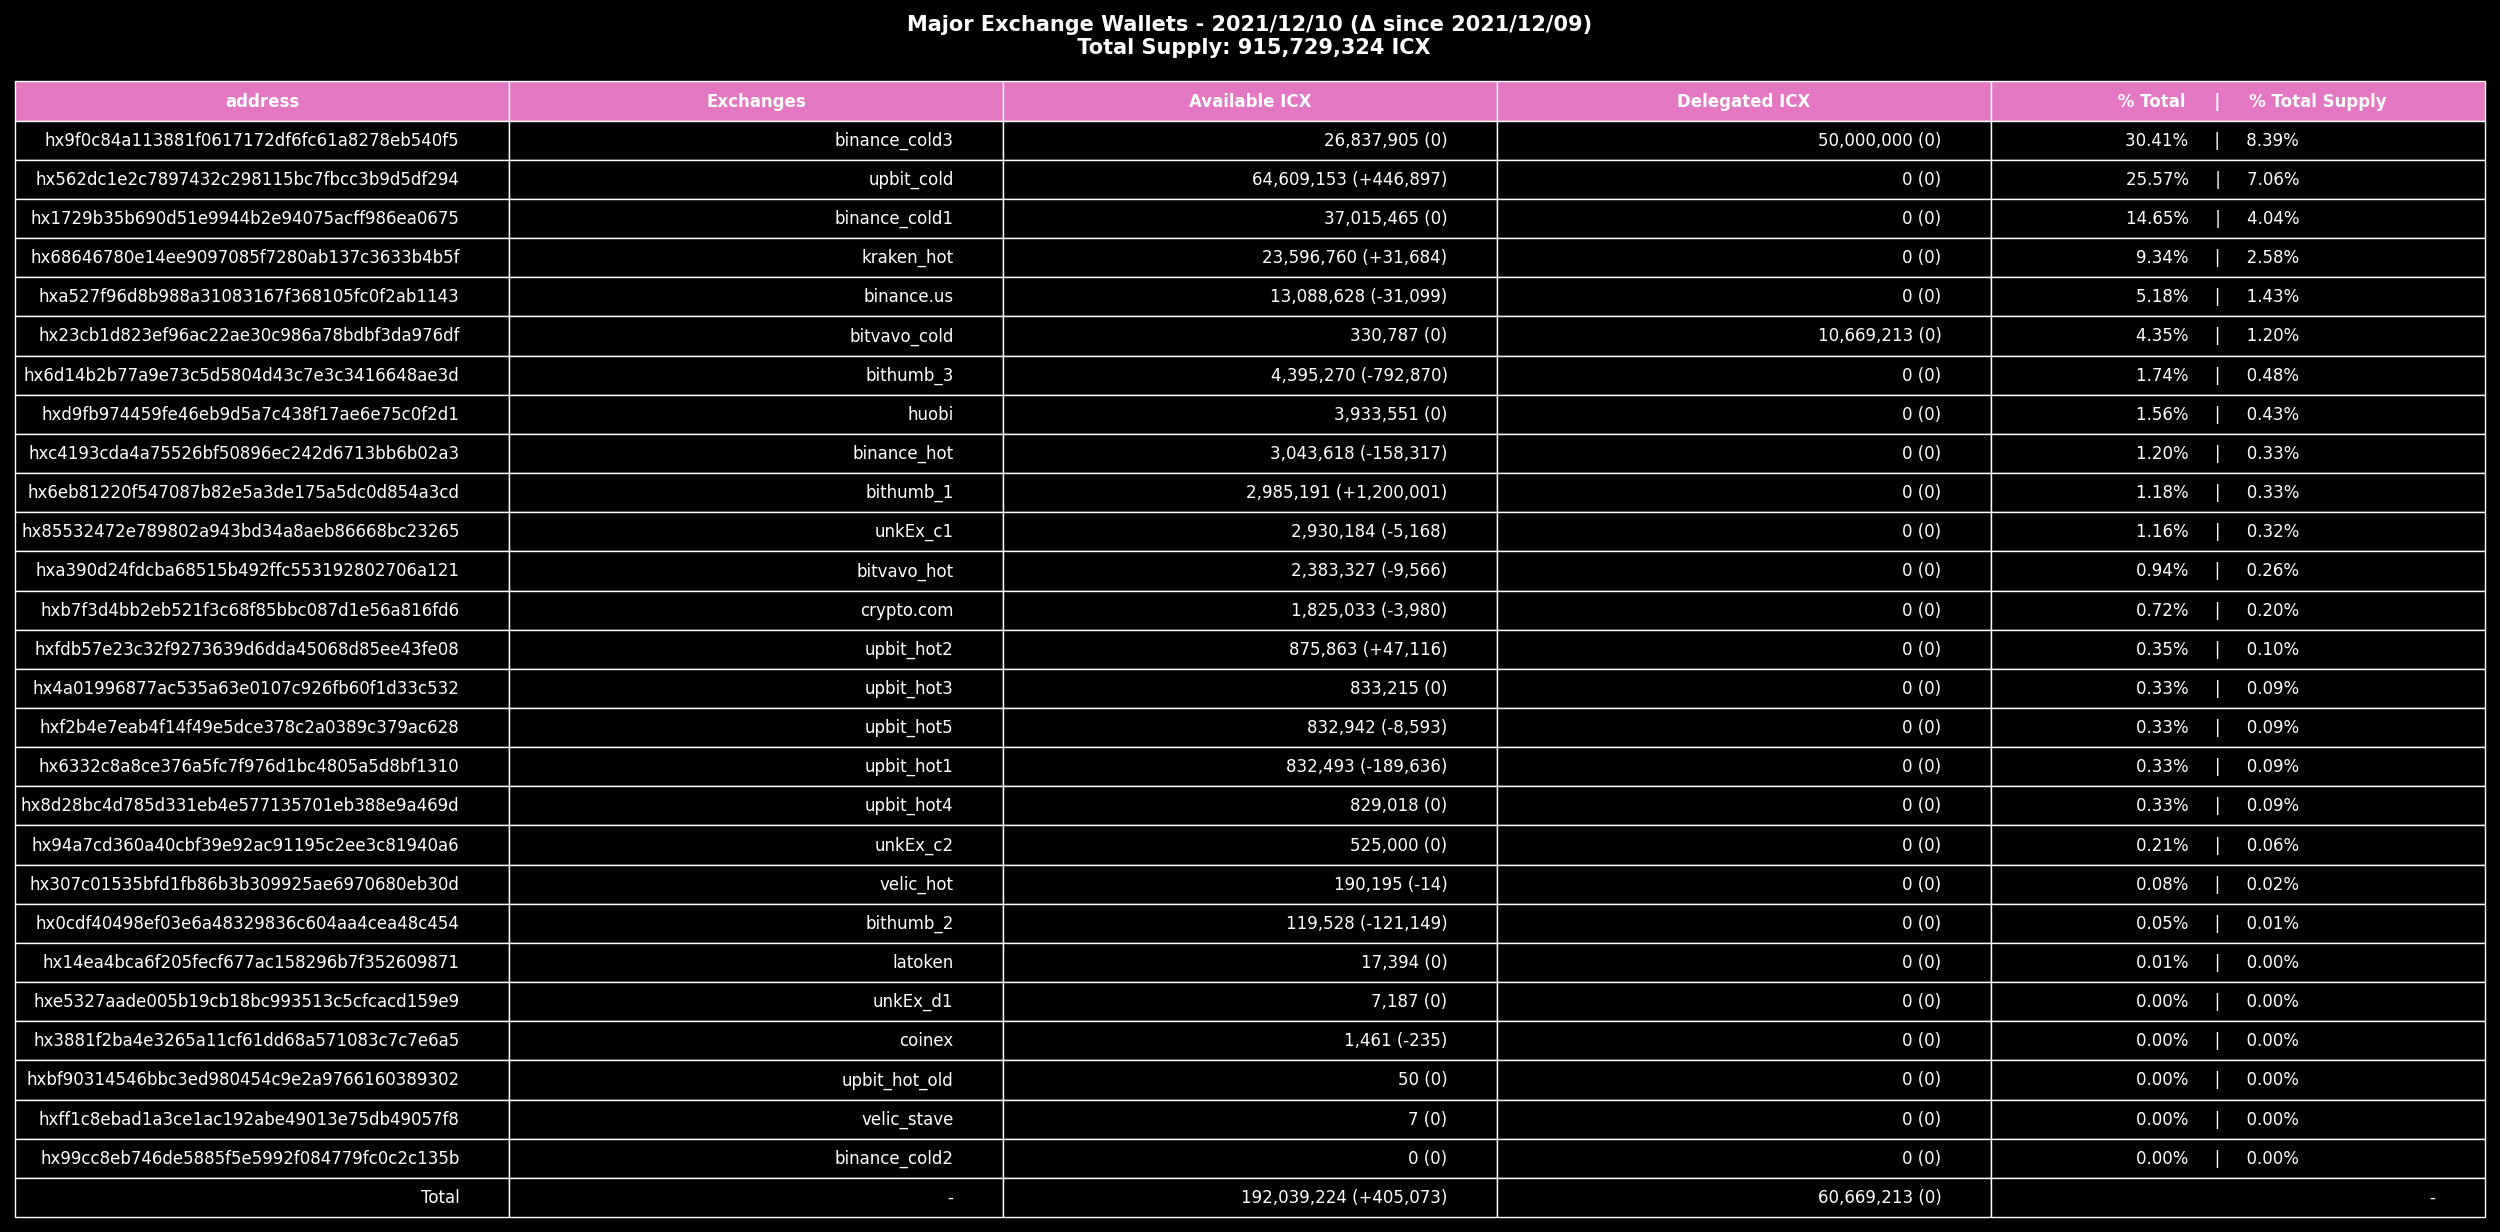 Major Exchange Wallets - 2021/12/10 (Δ since 2021/12/09)
Total Supply: 915,729,324 ICX
address Exchanges Available ICX Delegated ICX % Total | % Total Supply
hx9f0c84a113881f0617172df6fc61a8278eb540f5 binance_cold3 26,837,905 (0) 50,000,000 (0) 30.41% | 8.39%
hx562dc1e2c7897432c298115bc7fbcc3b9d5df294 upbit_cold 64,609,153 (+446,897) 0 (0) 25.57% | 7.06%
hx1729b35b690d51e9944b2e94075acff986ea0675 binance_cold1 37,015,465 (0) 0 (0) 14.65% | 4.04%
hx68646780e14ee9097085f7280ab137c3633b4b5f kraken_hot 23,596,760 (+31,684) 0 (0) 9.34% | 2.58%
hxa527f96d8b988a31083167f368105fc0f2ab1143 binance.us 13,088,628 (-31,099) 0 (0) 5.18% | 1.43%
hx23cb1d823ef96ac22ae30c986a78bdbf3da976df bitvavo_cold 330,787 (0) 10,669,213 (0) 4.35% | 1.20%
hx6d14b2b77a9e73c5d5804d43c7e3c3416648ae3d bithumb_3 4,395,270 (-792,870) 0 (0) 1.74% | 0.48%
hxd9fb974459fe46eb9d5a7c438f17ae6e75c0f2d1 huobi 3,933,551 (0) 0 (0) 1.56% | 0.43%
hxc4193cda4a75526bf50896ec242d6713bb6b02a3 binance_hot 3,043,618 (-158,317) 0 (0) 1.20% | 0.33%
hx6eb81220f547087b82e5a3de175a5dc0d854a3cd bithumb_1 2,985,191 (+1,200,001) 0 (0) 1.18% | 0.33%
hx85532472e789802a943bd34a8aeb86668bc23265 unkEx_c1 2,930,184 (-5,168) 0 (0) 1.16% | 0.32%
hxa390d24fdcba68515b492ffc553192802706a121 bitvavo_hot 2,383,327 (-9,566) 0 (0) 0.94% | 0.26%
hxb7f3d4bb2eb521f3c68f85bbc087d1e56a816fd6 crypto.com 1,825,033 (-3,980) 0 (0) 0.72% | 0.20%
hxfdb57e23c32f9273639d6dda45068d85ee43fe08 upbit_hot2 875,863 (+47,116) 0 (0) 0.35% | 0.10%
hx4a01996877ac535a63e0107c926fb60f1d33c532 upbit_hot3 833,215 (0) 0 (0) 0.33% | 0.09%
hxf2b4e7eab4f14f49e5dce378c2a0389c379ac628 upbit_hot5 832,942 (-8,593) 0 (0) 0.33% | 0.09%
hx6332c8a8ce376a5fc7f976d1bc4805a5d8bf1310 upbit_hot1 832,493 (-189,636) 0 (0) 0.33% | 0.09%
hx8d28bc4d785d331eb4e577135701eb388e9a469d upbit_hot4 829,018 (0) 0 (0) 0.33% | 0.09%
hx94a7cd360a40cbf39e92ac91195c2ee3c81940a6 unkEx_c2 525,000 (0) 0 (0) 0.21% | 0.06%
hx307c01535bfd1fb86b3b309925ae6970680eb30d velic_hot 190,195 (-14) 0 (0) 0.08% | 0.02%
hx0cdf40498ef03e6a48329836c604aa4cea48c454 bithumb_2 119,528 (-121,149) 0 (0) 0.05% | 0.01%
hx14ea4bca6f205fecf677ac158296b7f352609871 latoken 17,394 (0) 0 (0) 0.01% | 0.00%
hxe5327aade005b19cb18bc993513c5cfcacd159e9 unkEx_d1 7,187 (0) 0 (0) 0.00% | 0.00%
hx3881f2ba4e3265a11cf61dd68a571083c7c7e6a5 coinex 1,461 (-235) 0 (0) 0.00% | 0.00%
hxbf90314546bbc3ed980454c9e2a9766160389302 upbit_hot_old 50 (0) 0 (0) 0.00% | 0.00%
hxff1c8ebad1a3ce1ac192abe49013e75db49057f8 velic_stave 7 (0) 0 (0) 0.00% | 0.00%
hx99cc8eb746de5885f5e5992f084779fc0c2c135b binance_cold2 0 (0) 0 (0) 0.00% | 0.00%
Total - 192,039,224 (+405,073) 60,669,213 (0) -